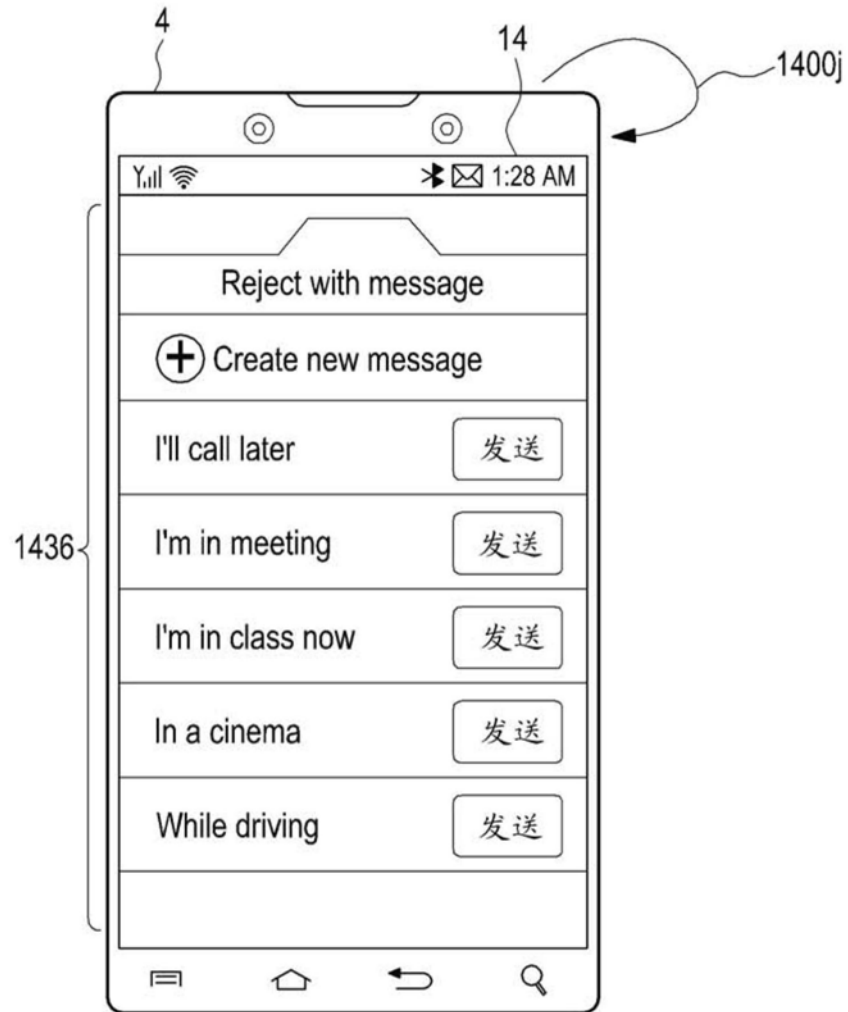 4
14
1400j
1:28 AM
Reject with message
Create new message
I'll call later 发送
I'm in meeting 发送
1436
I'm in class now 发送
In a cinema 发送
While driving 发送